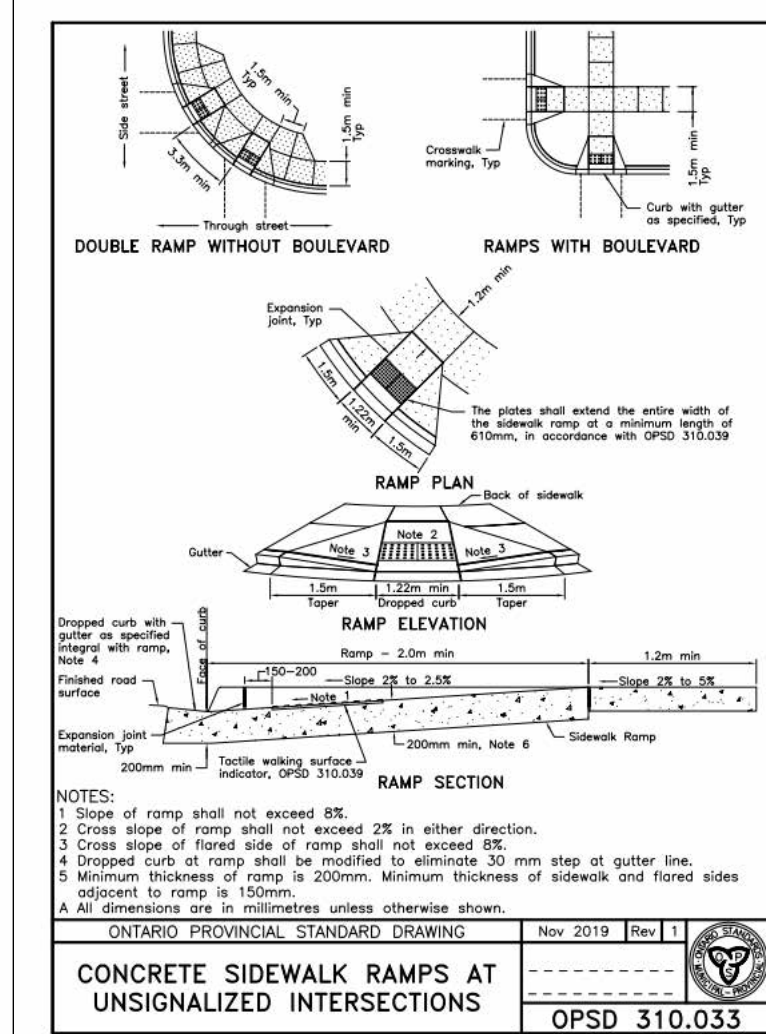 Side street
1.5m min
Typ
1.5m min
Typ
3.3m min
Through street
DOUBLE RAMP WITHOUT BOULEVARD
Crosswalk
marking, Typ
1.5m min
Typ
Curb with gutter
as specified, Typ
RAMPS WITH BOULEVARD
1.2m min
Expansion
joint, Typ
1.5m
1.22m
min
1.5m
The plates shall extend the entire width of
the sidewalk ramp at a minimum length of
610mm, in accordance with OPSD 310.039
RAMP PLAN
Back of sidewalk
Note 2
Gutter
Note 3
Note 3
1.5m
Taper
1.22m min
Dropped curb
1.5m
Taper
RAMP ELEVATION
Dropped curb with
gutter as specified
integral with ramp,
Note 4
Face of curb
Ramp – 2.0m min
1.2m min
150-200
Slope 2% to 2.5%
Slope 2% to 5%
Finished road
surface
Note 1
Expansion joint
material, Typ
200mm min
Tactile walking surface
indicator, OPSD 310.039
200mm min, Note 6
Sidewalk Ramp
RAMP SECTION
NOTES:
1 Slope of ramp shall not exceed 8%.
2 Cross slope of ramp shall not exceed 2% in either direction.
3 Cross slope of flared side of ramp shall not exceed 8%.
4 Dropped curb at ramp shall be modified to eliminate 30 mm step at gutter line.
5 Minimum thickness of ramp is 200mm. Minimum thickness of sidewalk and flared sides
adjacent to ramp is 150mm.
A All dimensions are in millimetres unless otherwise shown.
ONTARIO PROVINCIAL STANDARD DRAWING
Nov 2019
Rev
1
CONCRETE SIDEWALK RAMPS AT
UNSIGNALIZED INTERSECTIONS
ONTARIO STANDARDS
MUNICIPAL - PROVINCIAL
O P
S
OPSD 310.033